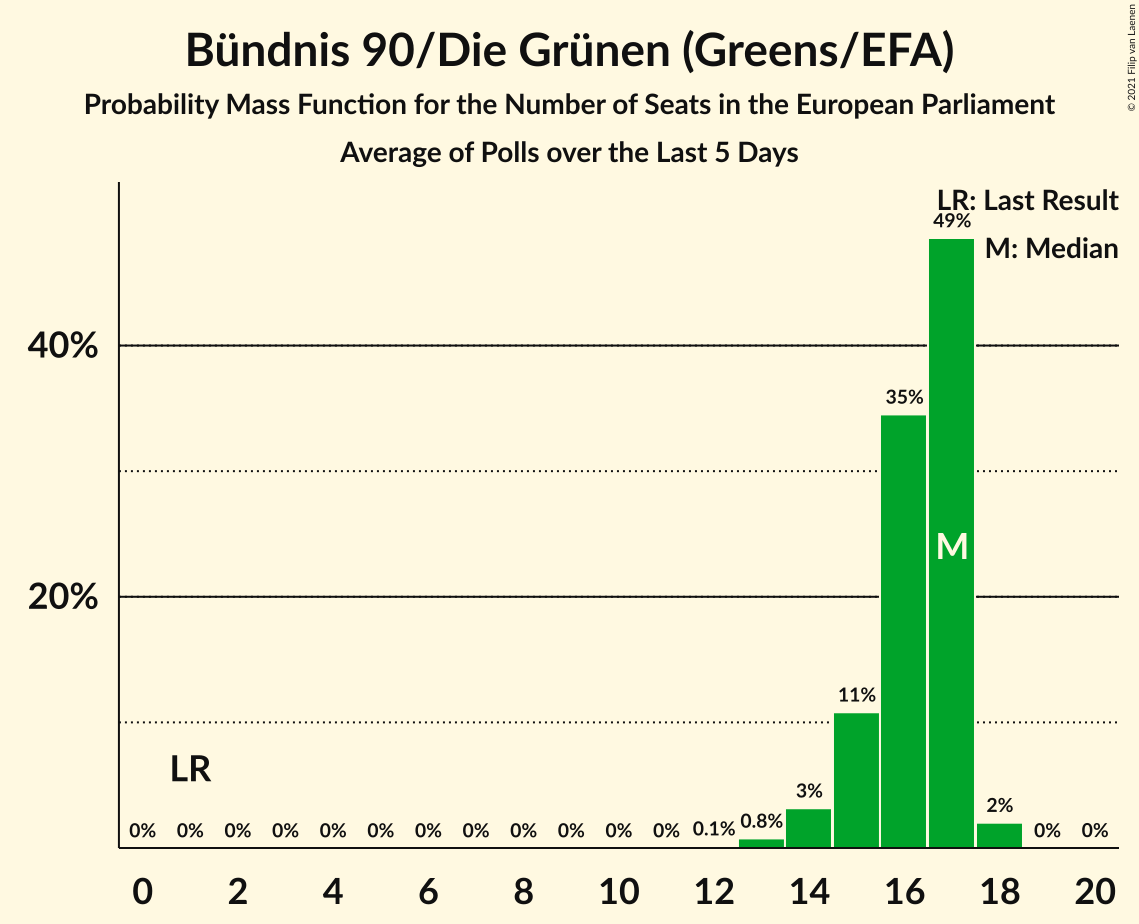 Bündnis 90/Die Grünen (Greens/EFA)
Probability Mass Function for the Number of Seats in the European Parliament
Average of Polls over the Last 5 Days
© 2021 Filip van Laenen
LR: Last Result
49%
M: Median
40%
35%
M
20%
11%
LR
3%
2%
0% 0% 0% 0% 0% 0% 0% 0% 0% 0% 0% 0% 0.1% 0.8% 0% 0%
0 2 4 6 8 10 12 14 16 18 20